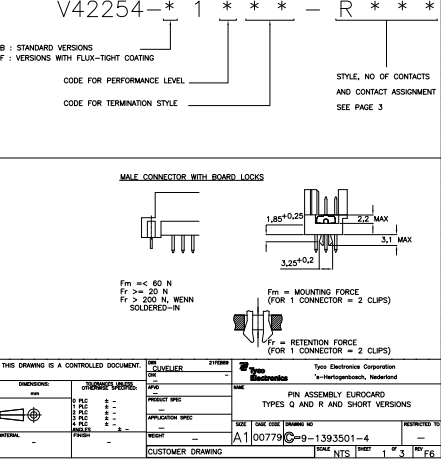 V42254-* 1 * * * - R * * *
B : STANDARD VERSIONS
F : VERSIONS WITH FLUX-TIGHT COATING
CODE FOR PERFORMANCE LEVEL
CODE FOR TERMINATION STYLE
STYLE, NO OF CONTACTS
AND CONTACT ASSIGNMENT
SEE PAGE 3
MALE CONNECTOR WITH BOARD LOCKS
1,85+0,25
2,2 MAX
3,1 MAX
3,25+0,2
Fm =< 60 N
Fr >= 20 N
Fr > 200 N, WENN
SOLDERED-IN
Fm = MOUNTING FORCE
(FOR 1 CONNECTOR = 2 CLIPS)
Fr = RETENTION FORCE
(FOR 1 CONNECTOR = 2 CLIPS)
THIS DRAWING IS A CONTROLLED DOCUMENT.
DIMENSIONS:
mm
TOLERANCES UNLESS
OTHERWISE SPECIFIED:
0 PLC ± -
1 PLC ± -
2 PLC ± -
3 PLC ± -
4 PLC ± -
ANGLES ± -
MATERIAL
-
FINISH
-
DWN 21FEB89
CUVELIER
CHK -
-
APVD -
-
PRODUCT SPEC
-
APPLICATION SPEC
-
WEIGHT -
CUSTOMER DRAWING
Tyco
Electronics
Tyco Electronics Corporation
's-Hertogenbosch, Nederland
NAME
PIN ASSEMBLY EUROCARD
TYPES Q AND R AND SHORT VERSIONS
SIZE CAGE CODE DRAWING NO RESTRICTED TO
A1 00779 C-9-1393501-4 -
SCALE NTS SHEET 1 OF 3 REV F6